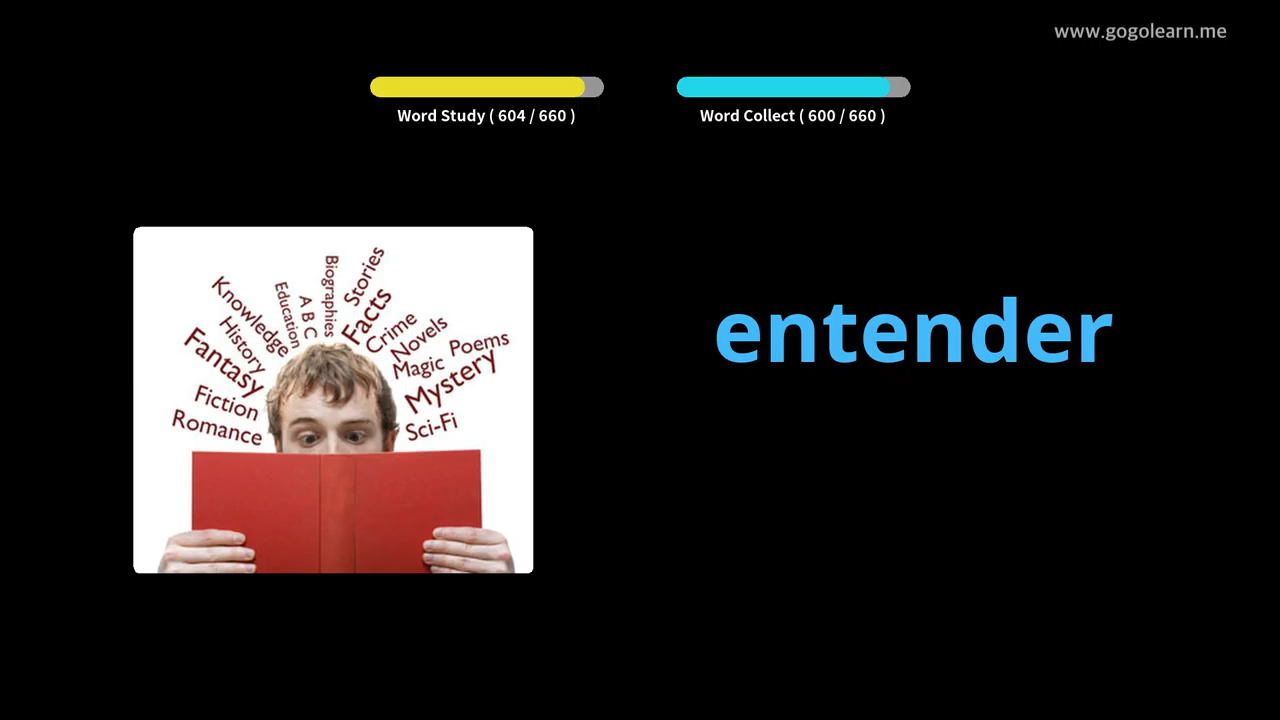 www.gogolearn.me
Word Study ( 604 / 660 )
Word Collect ( 600 / 660 )
Romance
Fiction
Fantasy
History
Knowledge
Education
A B C
Biographies
Stories
Facts
Crime
Novels
Magic
Poems
Mystery
Sci-Fi
entender